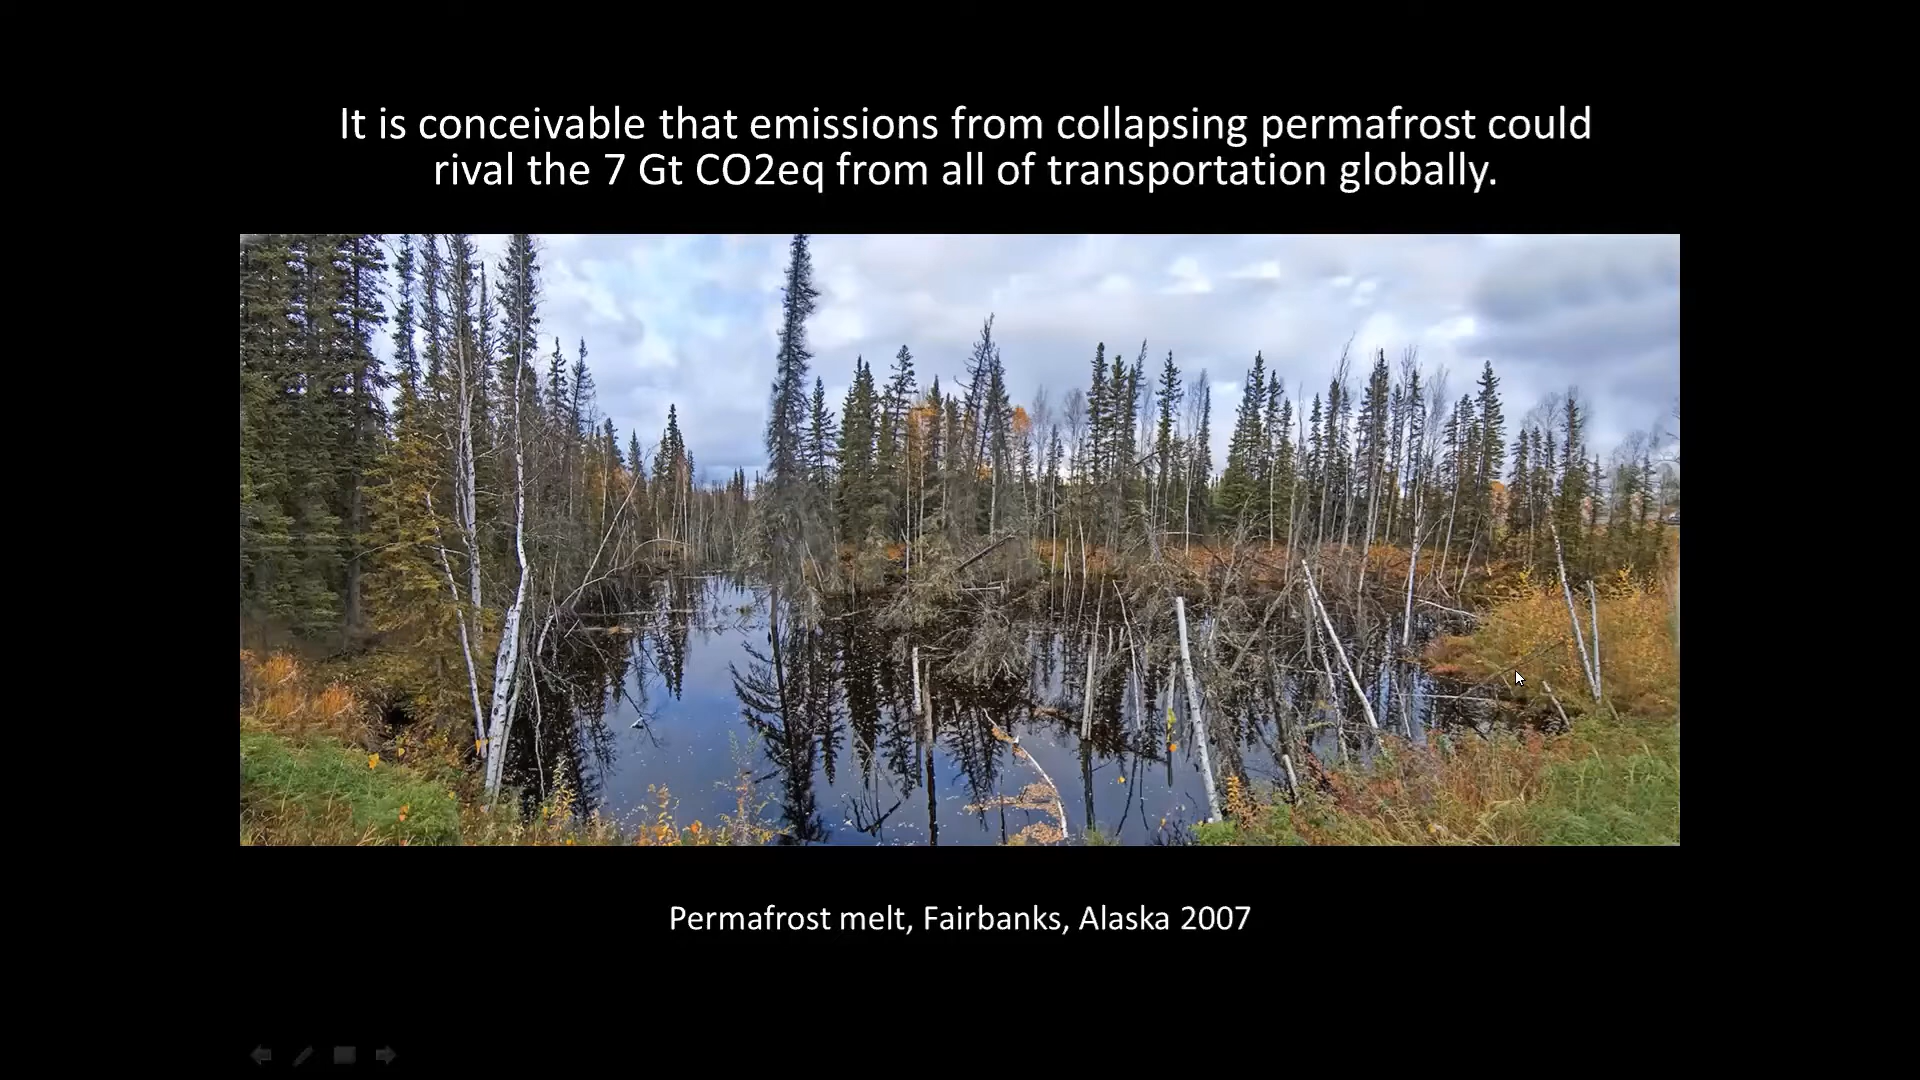 It is conceivable that emissions from collapsing permafrost could
rival the 7 Gt CO2eq from all of transportation globally.
Permafrost melt, Fairbanks, Alaska 2007